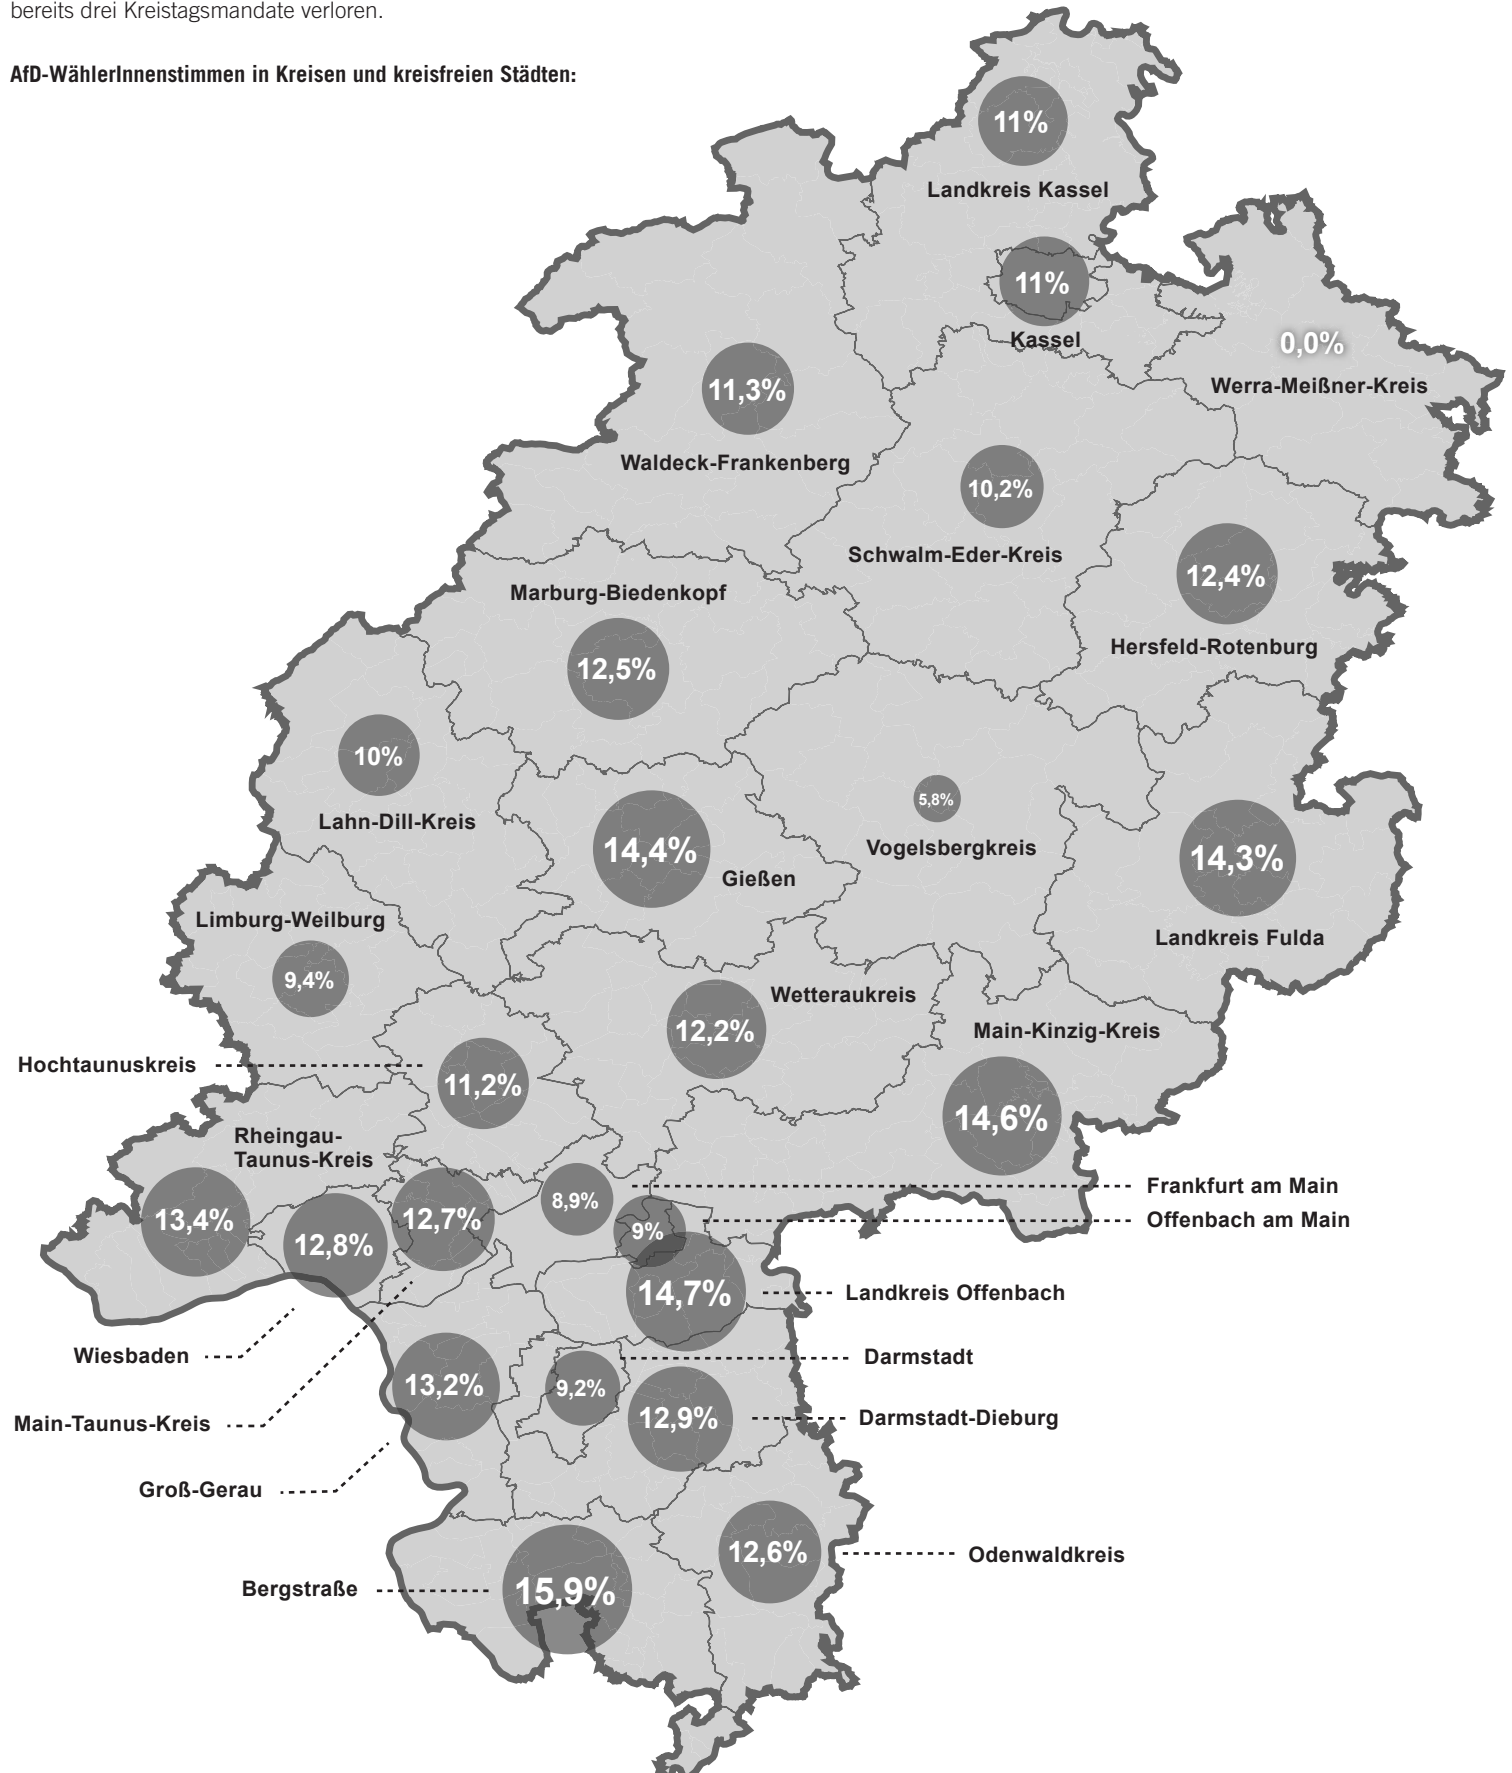 bereits drei Kreistagsmandate verloren.
AfD-WählerInnenstimmen in Kreisen und kreisfreien Städten:
11%
Landkreis Kassel
11%
Kassel
0,0%
Werra-Meißner-Kreis
11,3%
Waldeck-Frankenberg
10,2%
Schwalm-Eder-Kreis
12,4%
Hersfeld-Rotenburg
Marburg-Biedenkopf
12,5%
10%
Lahn-Dill-Kreis
14,4%
Gießen
5,8%
Vogelsbergkreis
14,3%
Landkreis Fulda
Limburg-Weilburg
9,4%
Wetteraukreis
12,2%
Main-Kinzig-Kreis
14,6%
Hochtaunuskreis
11,2%
Rheingau-
Taunus-Kreis
13,4%
12,8%
12,7%
8,9%
Frankfurt am Main
9%
Offenbach am Main
14,7%
Landkreis Offenbach
Wiesbaden
Darmstadt
13,2%
9,2%
12,9%
Darmstadt-Dieburg
Main-Taunus-Kreis
Groß-Gerau
12,6%
Odenwaldkreis
Bergstraße
15,9%